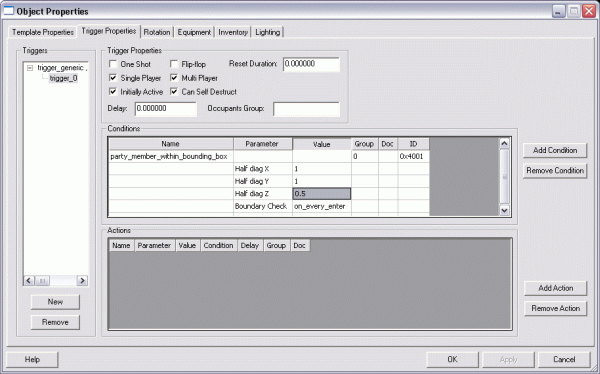 Object Properties
Template Properties Trigger Properties Rotation Equipment Inventory Lighting
Triggers
trigger_generic
trigger_0
New
Remove
Trigger Properties
One Shot Flip-flop Reset Duration: 0.000000
Single Player Multi Player
Initially Active Can Self Destruct
Delay: 0.000000 Occupants Group:
Conditions
Name Parameter Value Group Doc ID
party_member_within_bounding_box 0 0x4001
Half diag X 1
Half diag Y 1
Half diag Z 0.5
Boundary Check on_every_enter
Add Condition
Remove Condition
Actions
Name Parameter Value Condition Delay Group Doc
Add Action
Remove Action
Help OK Apply Cancel